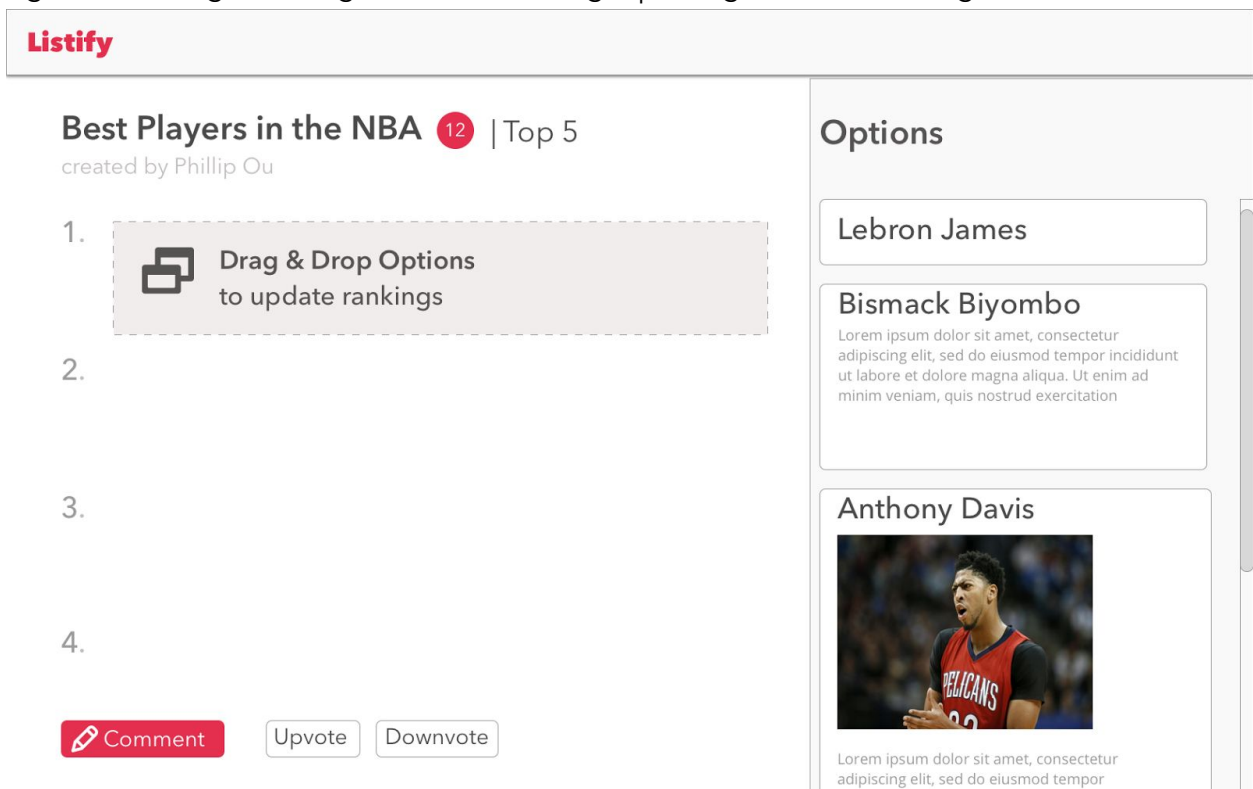 Listify
Best Players in the NBA 12 | Top 5
created by Phillip Ou
1.
Drag & Drop Options
to update rankings
2.
3.
4.
Comment
Upvote
Downvote
Options
Lebron James
Bismack Biyombo
Lorem ipsum dolor sit amet, consectetur
adipiscing elit, sed do eiusmod tempor incididunt
ut labore et dolore magna aliqua. Ut enim ad
minim veniam, quis nostrud exercitation
Anthony Davis
PELICANS
Lorem ipsum dolor sit amet, consectetur
adipiscing elit, sed do eiusmod tempor